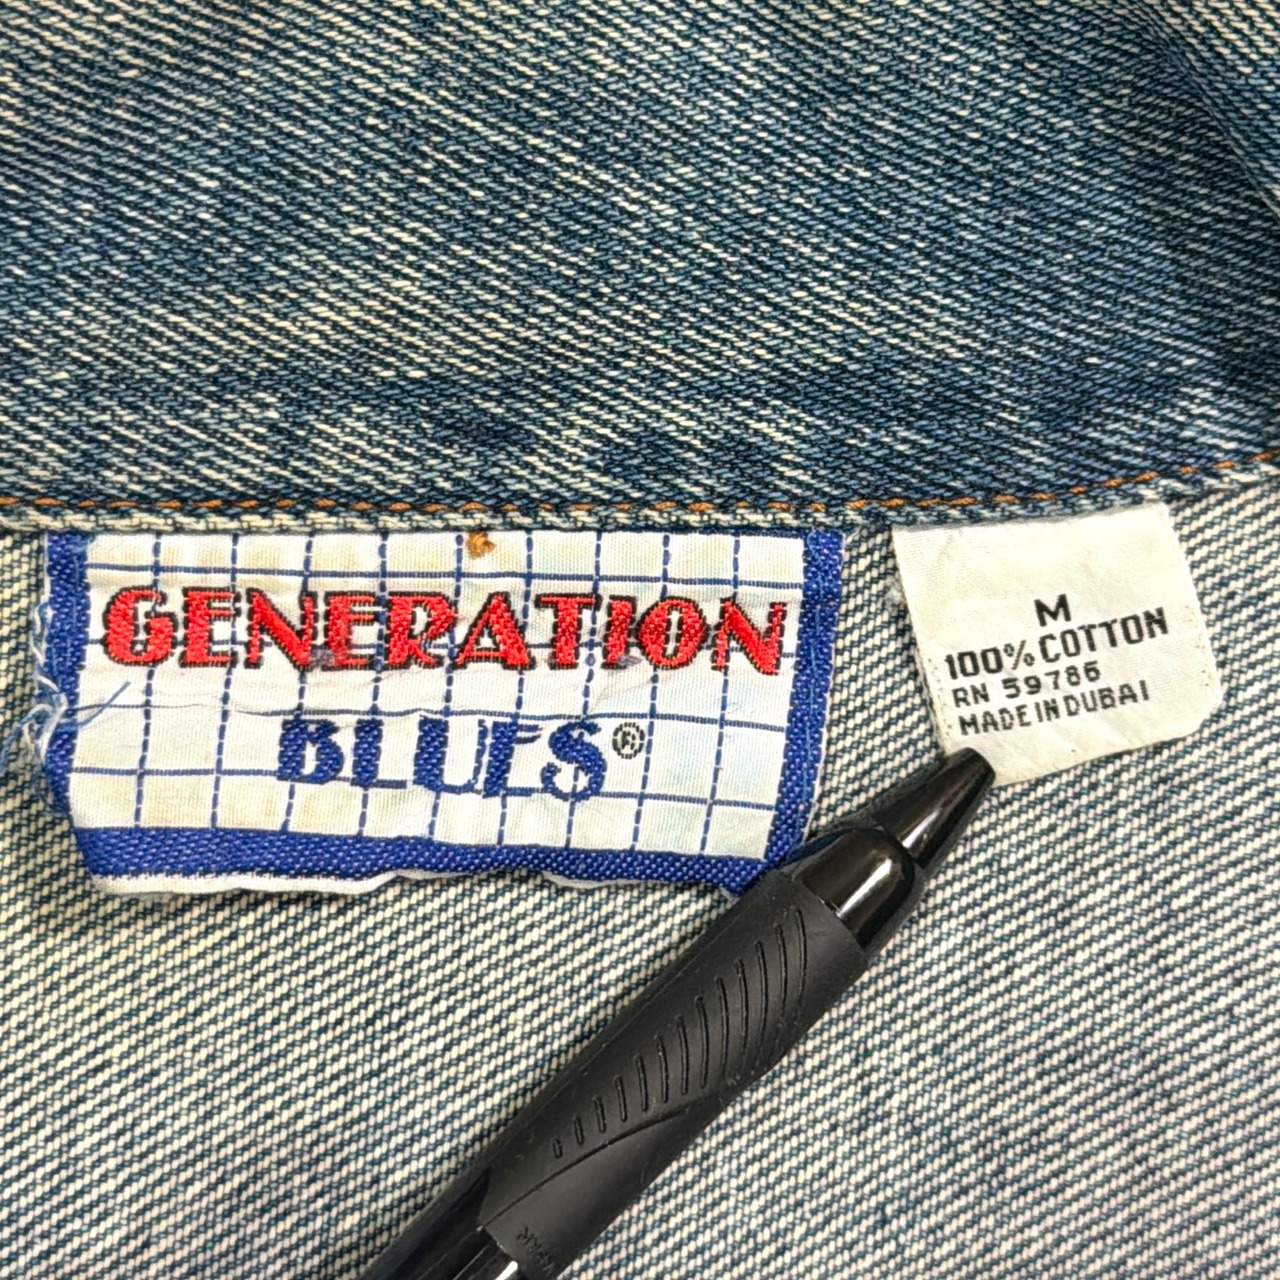 GENERATION
BLUES®
M
100% COTTON
RN 59786
MADE IN DUBAI